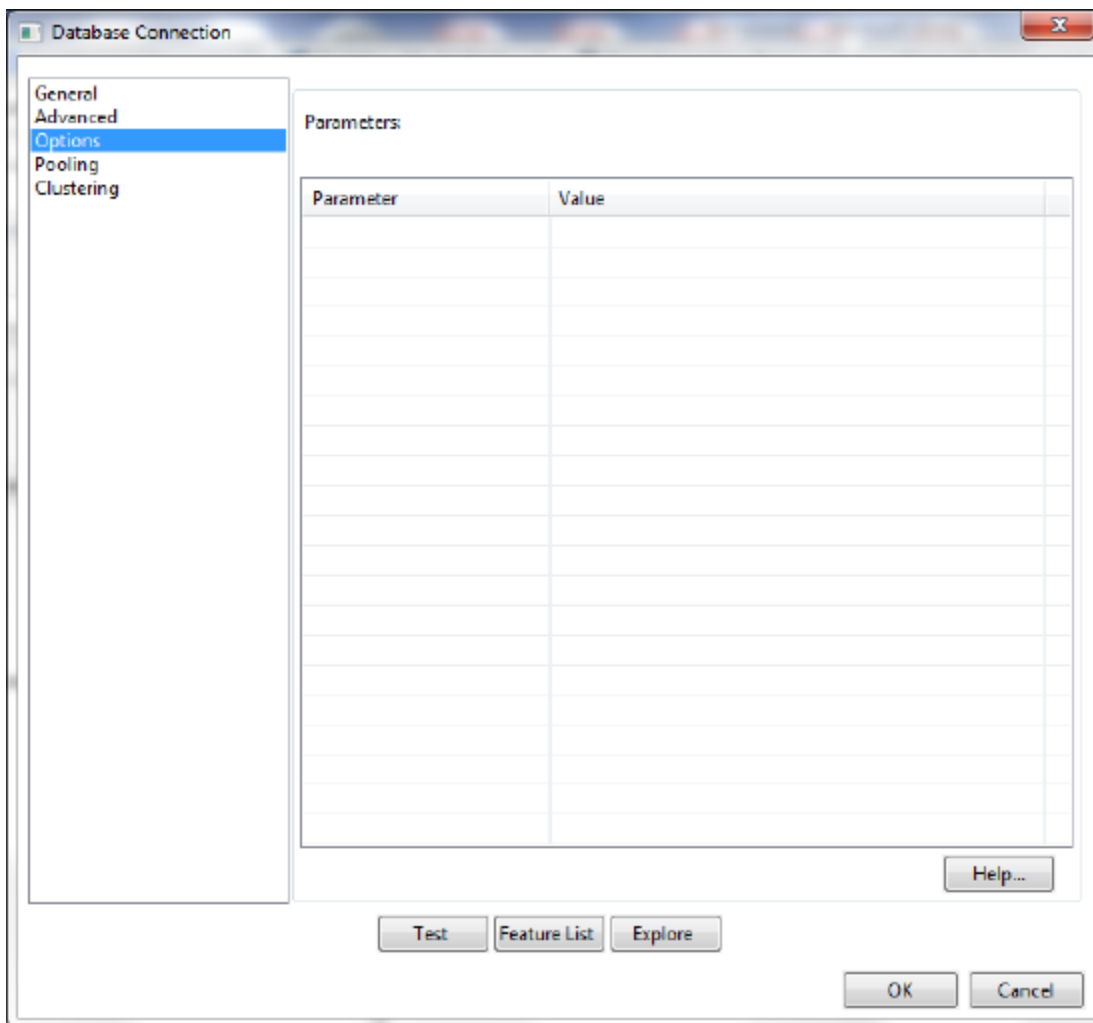 Database Connection
General
Advanced
Options
Pooling
Clustering
Parameters:
Parameter Value
Help...
Test Feature List Explore
OK Cancel